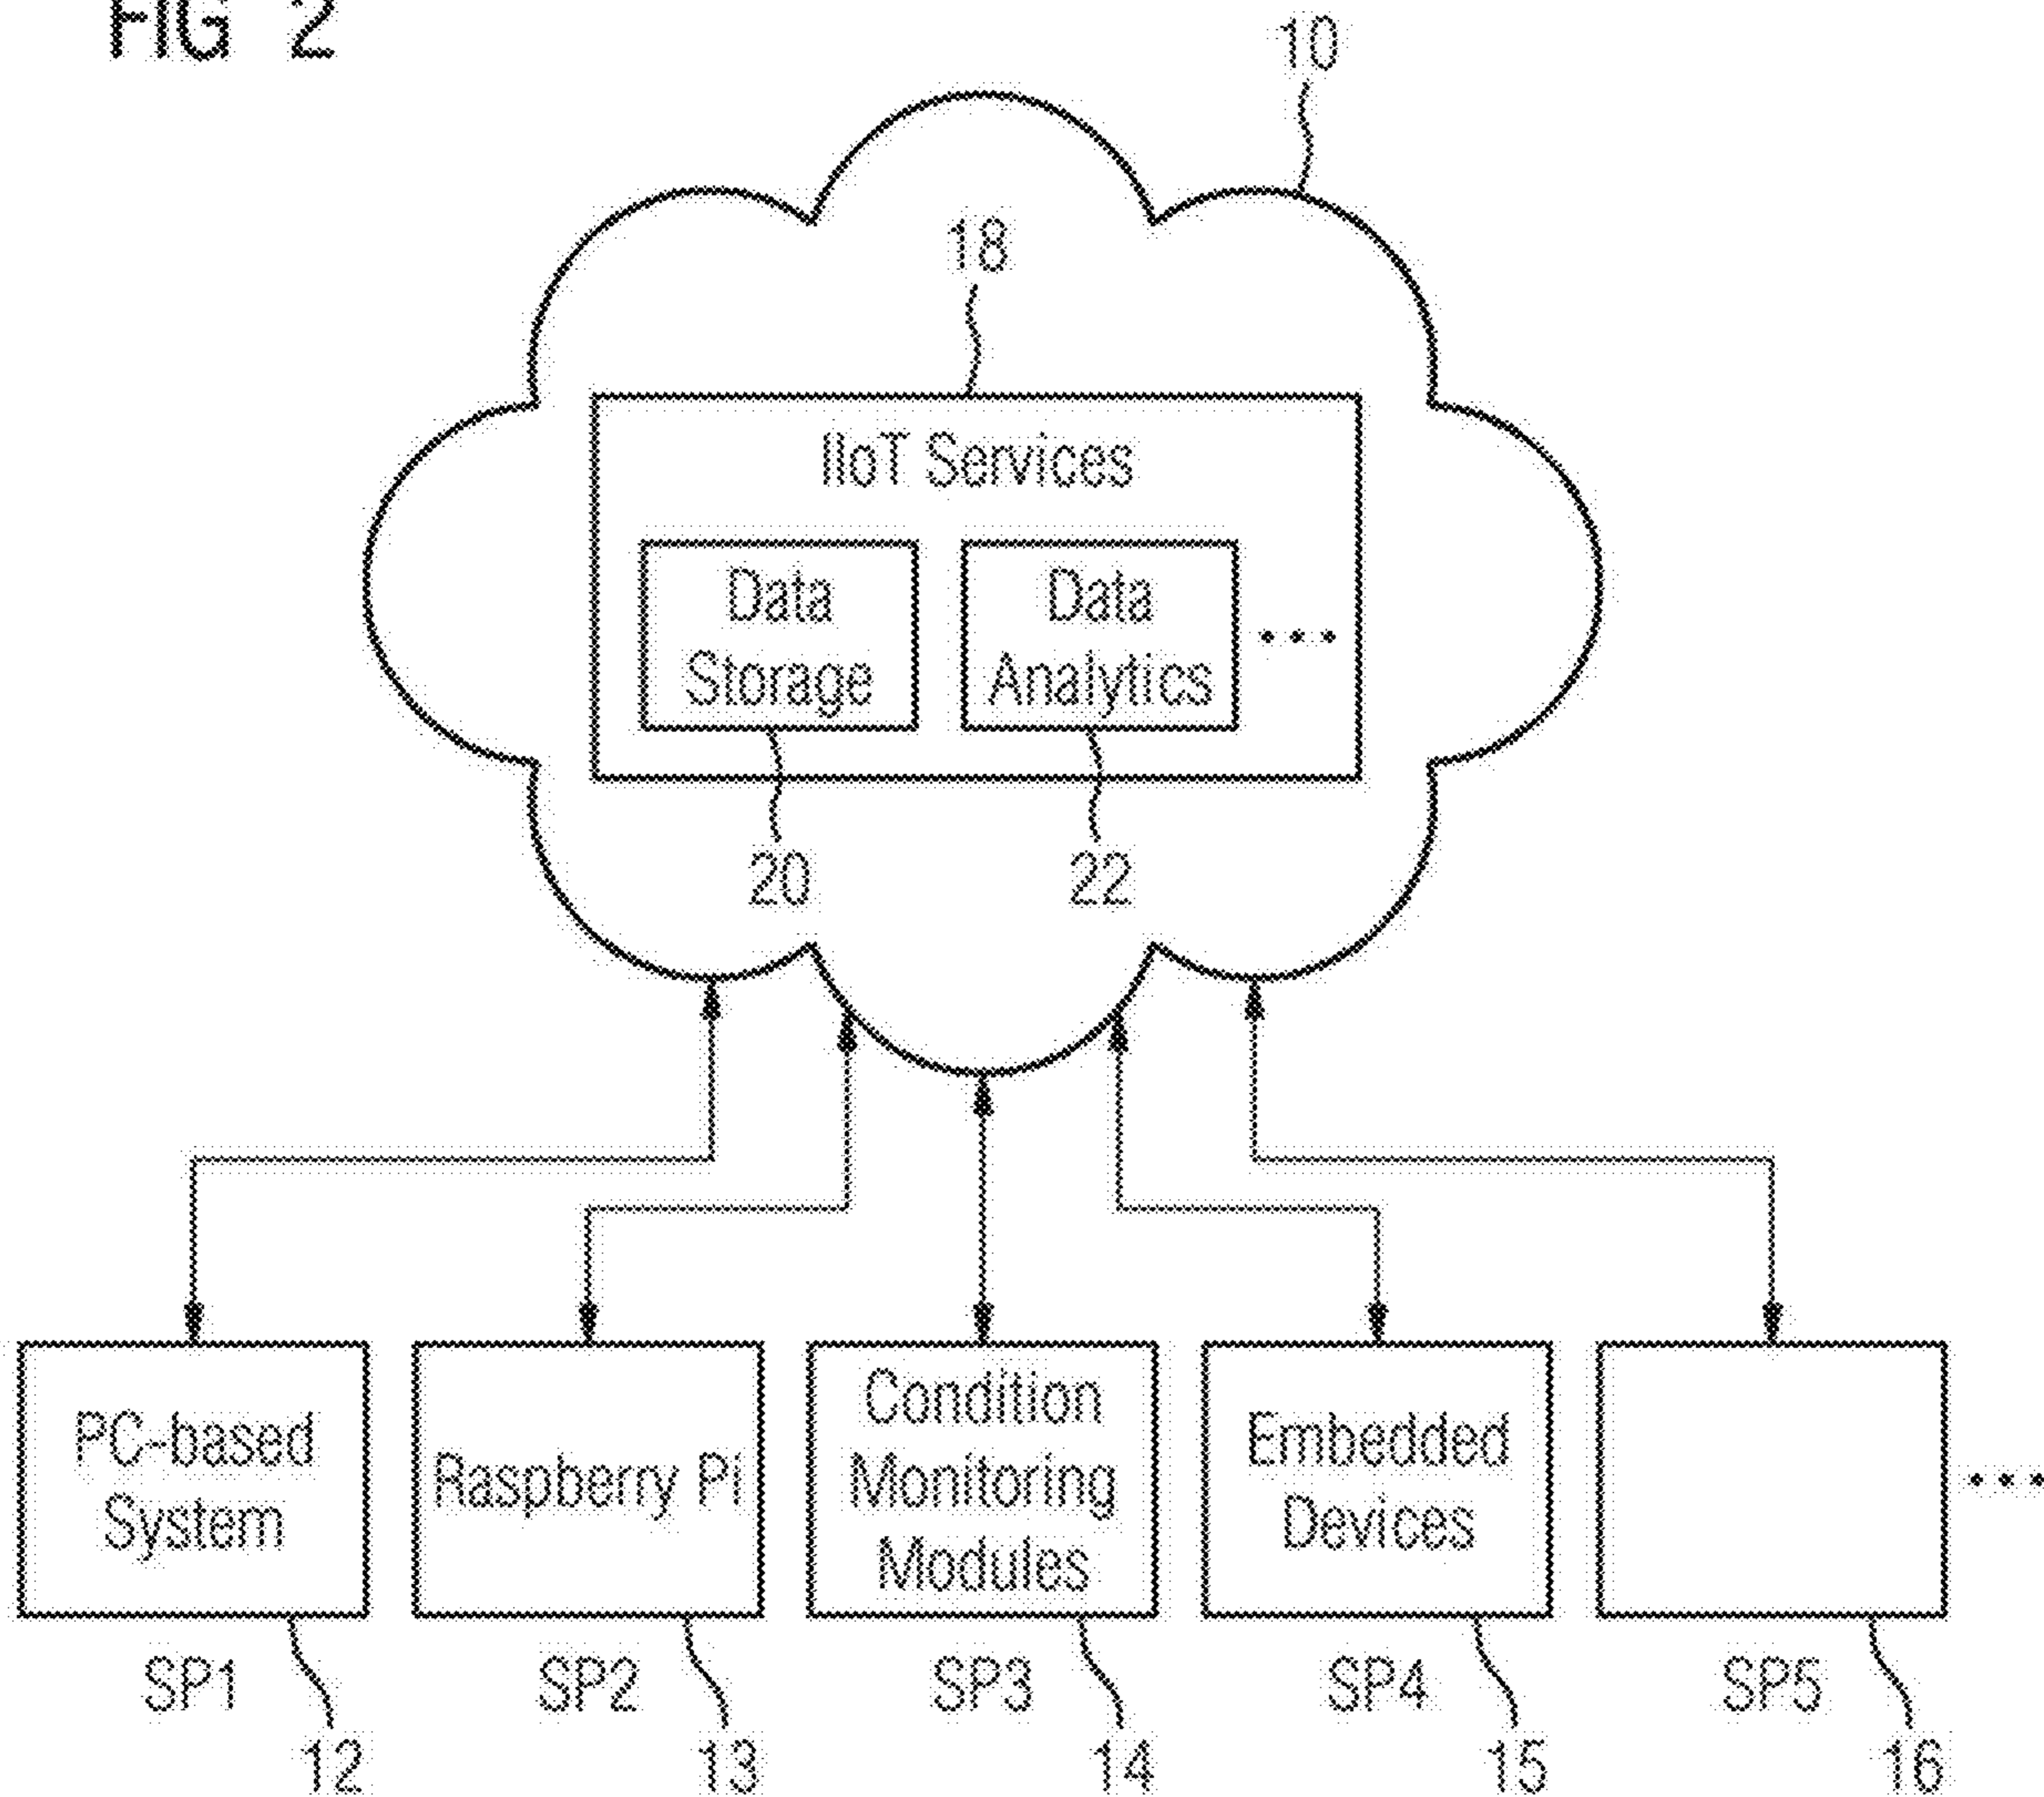 FIG 2
10
18
IIoT Services
Data
Storage
Data
Analytics
...
20
22
PC-based
System
Raspberry Pi
Condition
Monitoring
Modules
Embedded
Devices
...
SP1
SP2
SP3
SP4
SP5
12
13
14
15
16